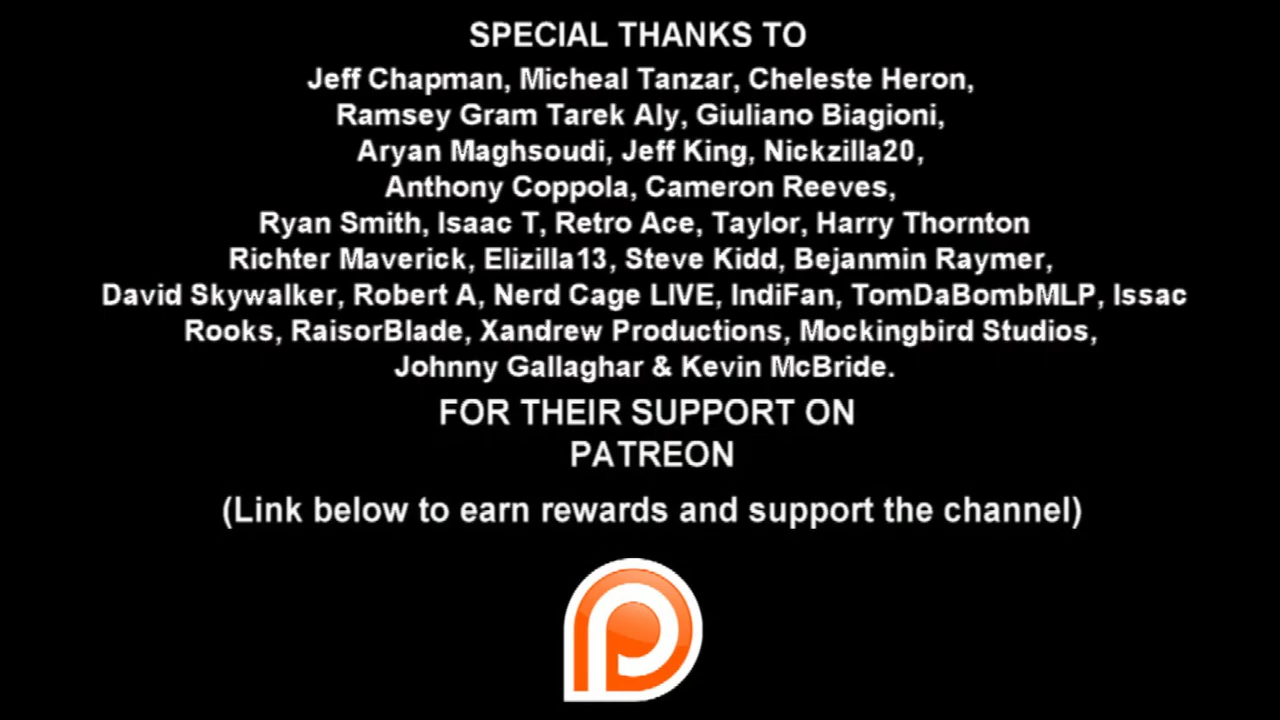 SPECIAL THANKS TO
Jeff Chapman, Micheal Tanzar, Cheleste Heron,
Ramsey Gram Tarek Aly, Giuliano Biagioni,
Aryan Maghsoudi, Jeff King, Nickzilla20,
Anthony Coppola, Cameron Reeves,
Ryan Smith, Isaac T, Retro Ace, Taylor, Harry Thornton
Richter Maverick, Elizilla13, Steve Kidd, Bejanmin Raymer,
David Skywalker, Robert A, Nerd Cage LIVE, IndiFan, TomDaBombMLP, Issac
Rooks, RaisorBlade, Xandrew Productions, Mockingbird Studios,
Johnny Gallaghar & Kevin McBride.
FOR THEIR SUPPORT ON
PATREON
(Link below to earn rewards and support the channel)